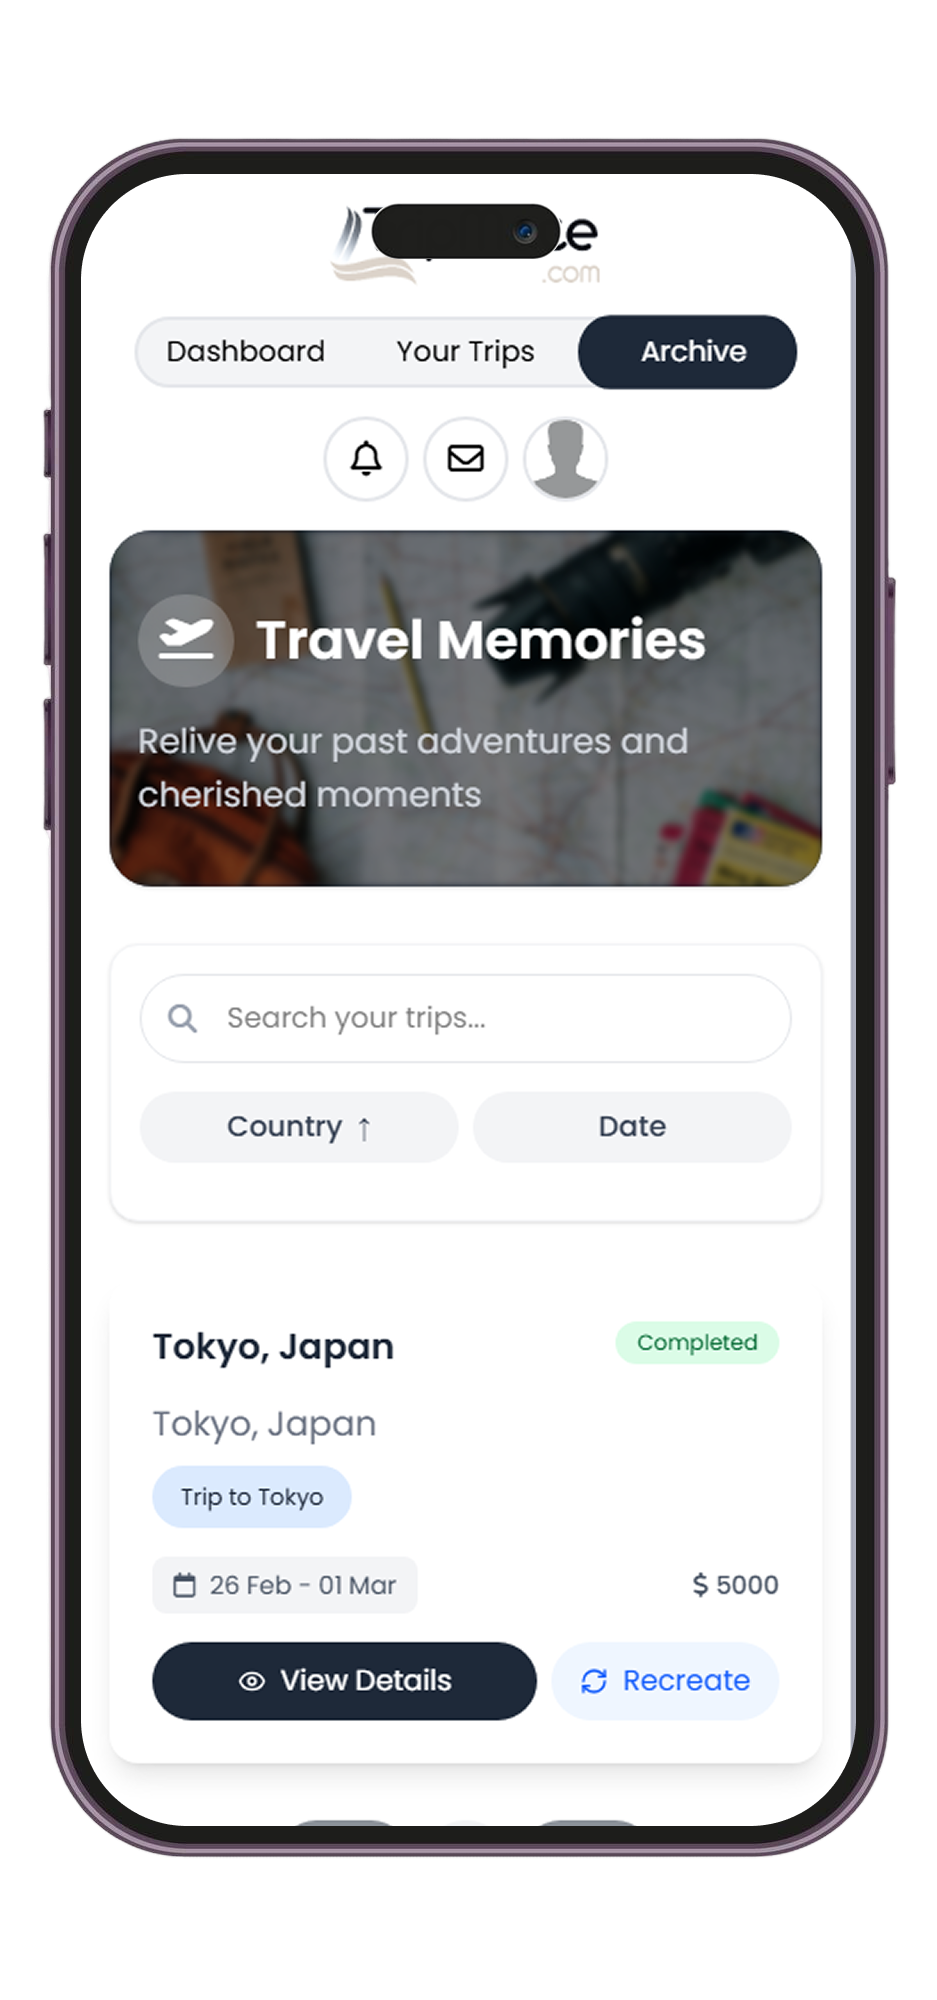 .com
Dashboard Your Trips Archive
Travel Memories
Relive your past adventures and
cherished moments
Search your trips...
Country ↑ Date
Tokyo, Japan Completed
Tokyo, Japan
Trip to Tokyo
26 Feb - 01 Mar $ 5000
View Details Recreate